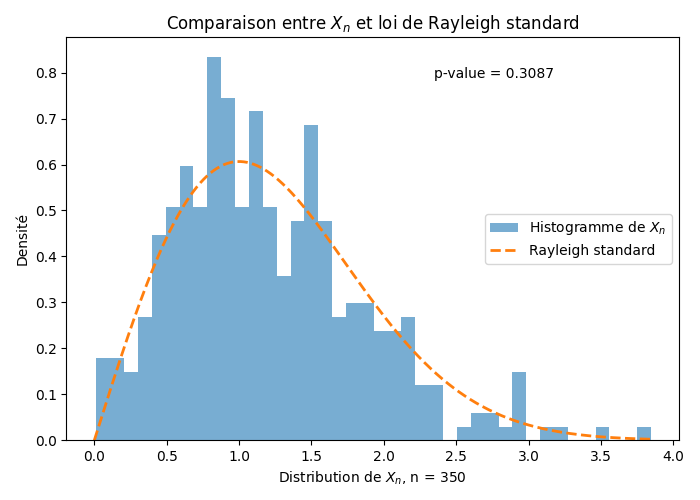 Comparaison entre $X_n$ et loi de Rayleigh standard
p-value = 0.3087
Densité
0.8
0.7
0.6
0.5
0.4
0.3
0.2
0.1
0.0
Histogramme de $X_n$
Rayleigh standard
0.0 0.5 1.0 1.5 2.0 2.5 3.0 3.5 4.0
Distribution de $X_n$, n = 350